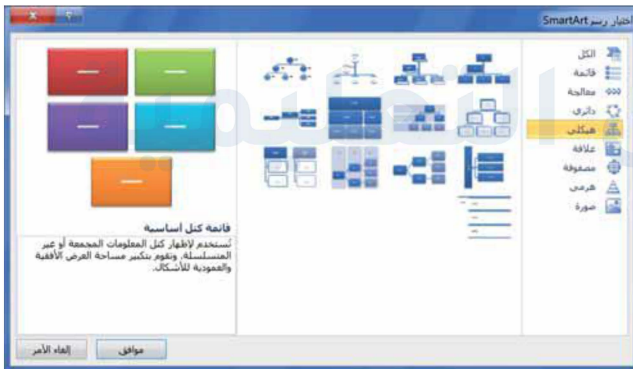 اختيار رسم SmartArt
الكل
قائمة
معالجة
دائري
هيكلي
علاقة
مصفوفة
هرمي
صورة
قائمة كتل أساسية
تُستخدم لإظهار كتل المعلومات المجمعة أو غير
المتسلسلة. وتقوم بتكبير مساحة العرض الأفقية
والعمودية للأشكال.
موافق
إلغاء الأمر
التعليمية